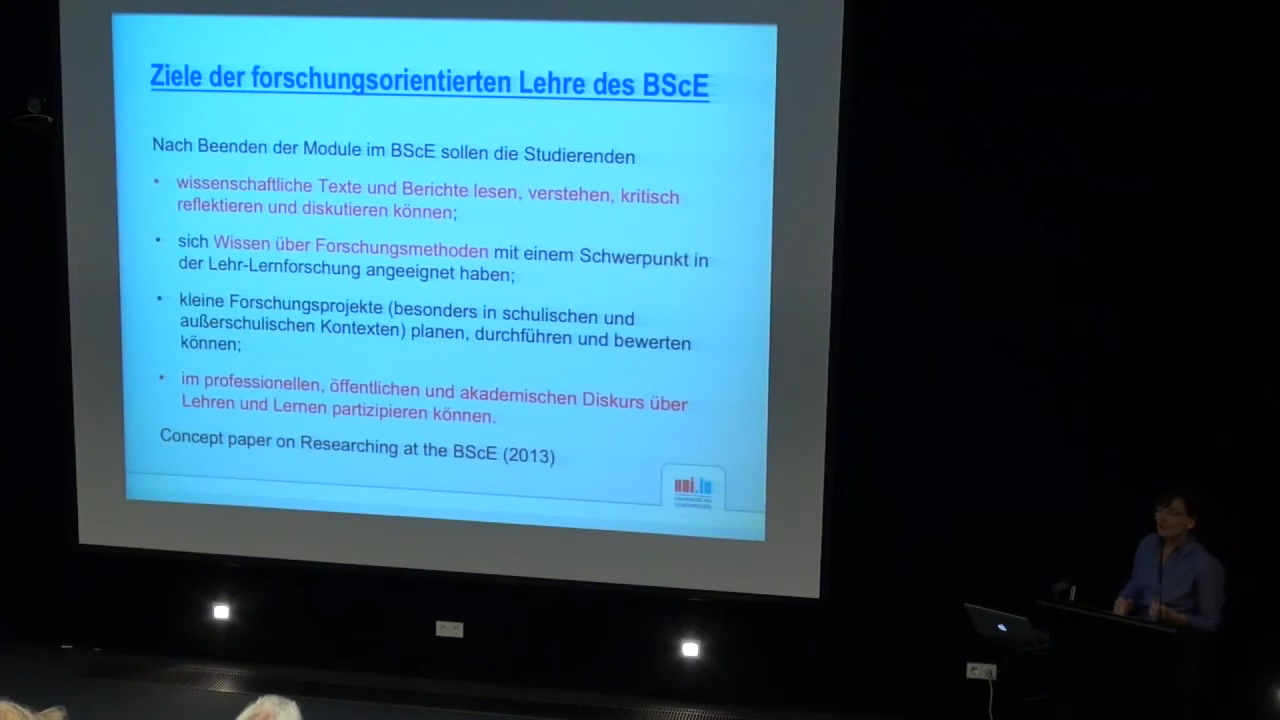 Ziele der forschungsorientierten Lehre des BScE
Nach Beenden der Module im BScE sollen die Studierenden
• wissenschaftliche Texte und Berichte lesen, verstehen, kritisch
reflektieren und diskutieren können;
• sich Wissen über Forschungsmethoden mit einem Schwerpunkt in
der Lehr-Lernforschung angeeignet haben;
• kleine Forschungsprojekte (besonders in schulischen und
außerschulischen Kontexten) planen, durchführen und bewerten
können;
• im professionellen, öffentlichen und akademischen Diskurs über
Lehren und Lernen partizipieren können.
Concept paper on Researching at the BScE (2013)
uni.lu